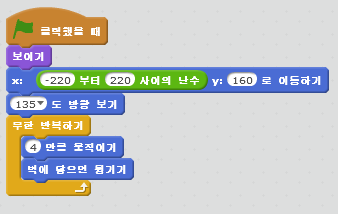 클릭했을 때
보이기
x: -220 부터 220 사이의 난수 y: 160 로 이동하기
135 도 방향 보기
무한 반복하기
4 만큼 움직이기
벽에 닿으면 튕기기